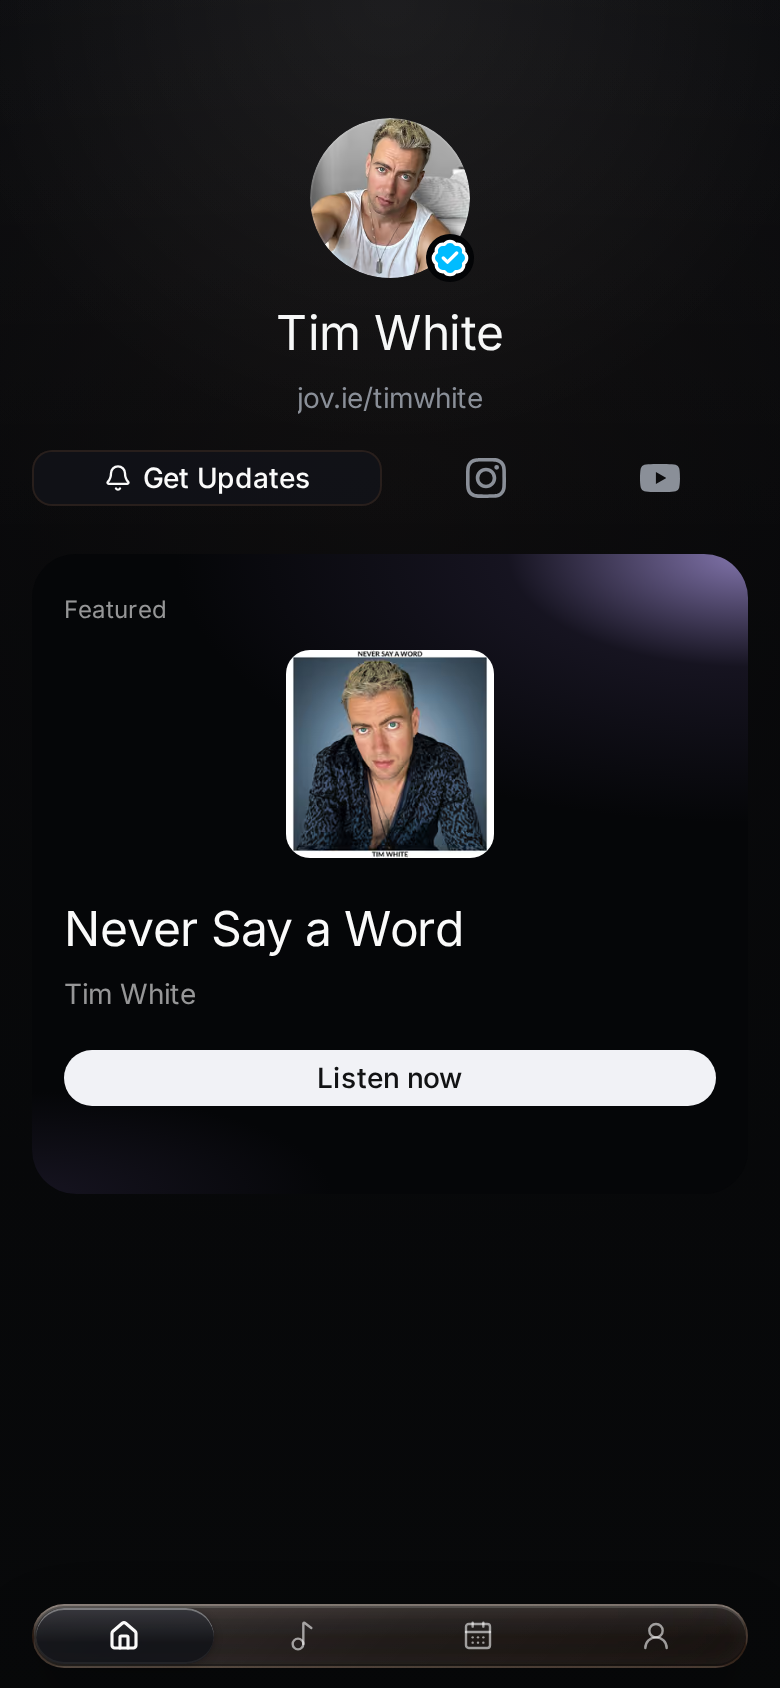 Tim White
jov.ie/timwhite
Get Updates
Featured
NEVER SAY A WORD
TIM WHITE
Never Say a Word
Tim White
Listen now